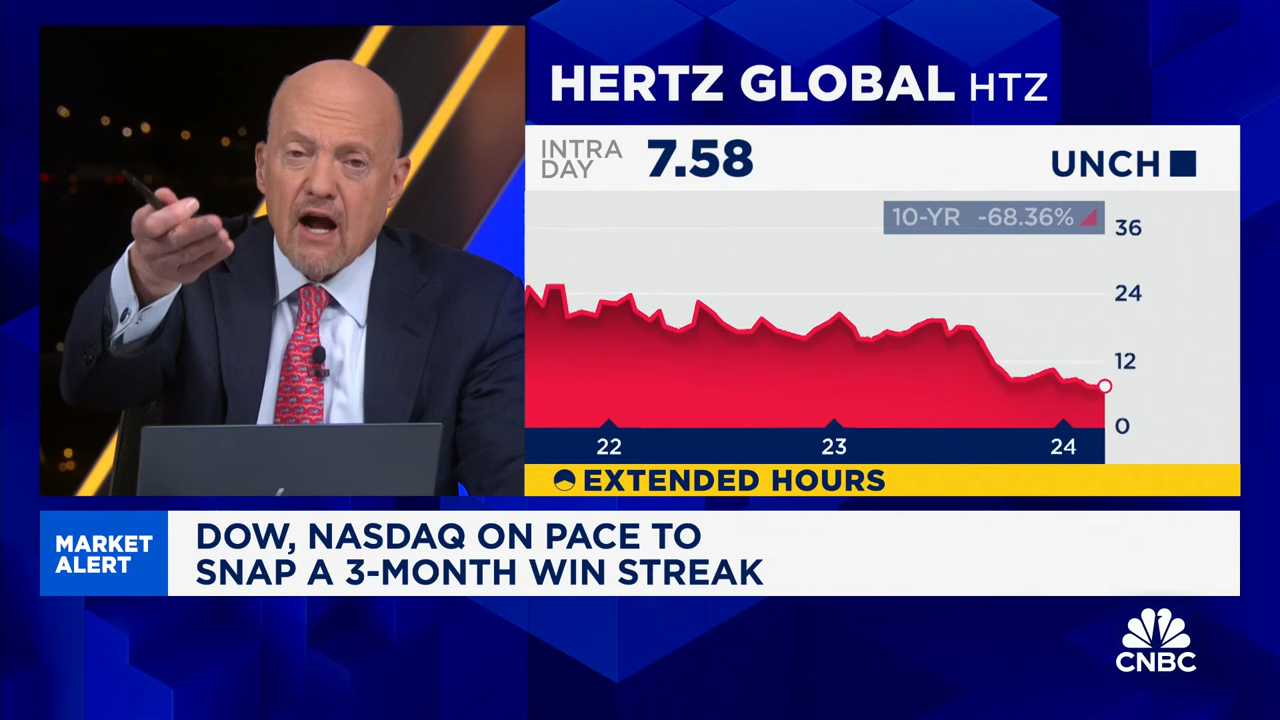 HERTZ GLOBAL HTZ
INTRA
DAY
7.58
UNCH
10-YR -68.36%
36
24
12
0
22
23
24
EXTENDED HOURS
MARKET
ALERT
DOW, NASDAQ ON PACE TO
SNAP A 3-MONTH WIN STREAK
CNBC